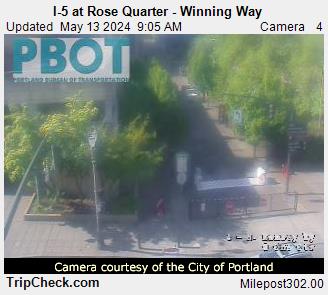 I-5 at Rose Quarter - Winning Way
Updated May 13 2024 9:05 AM Camera 4
PBOT
PORTLAND BUREAU OF TRANSPORTATION
Camera courtesy of the City of Portland
TripCheck.com Milepost302.00